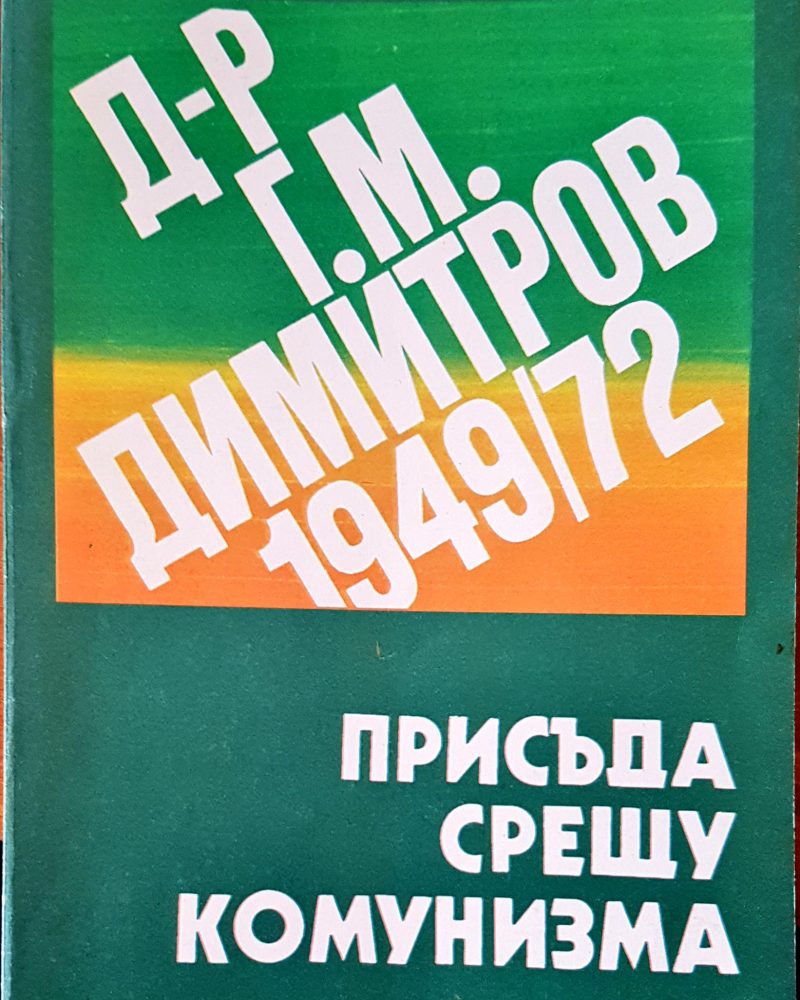 Д-Р
Г.М.
ДИМИТРОВ
1949/72
ПРИСЪДА
СРЕЩУ
КОМУНИЗМА